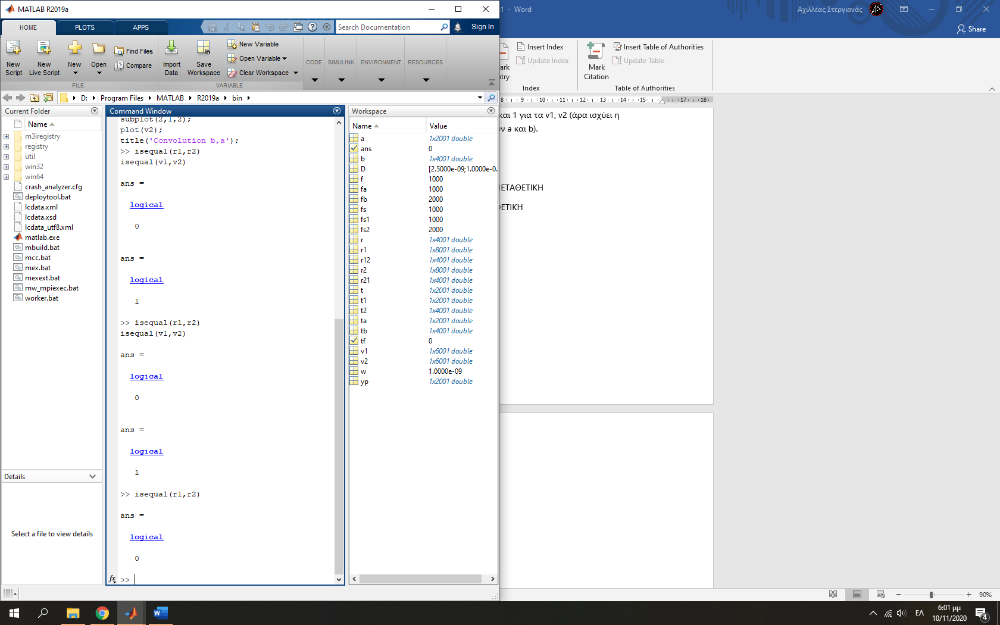 MATLAB R2019a
1 - Word
Αχιλλέας Στεργιανάς
HOME
PLOTS
APPS
Search Documentation
Sign In
Share
New Script
New Live Script
New
Open
Find Files
Compare
Import Data
Save Workspace
New Variable
Open Variable
Clear Workspace
CODE
SIMULINK
ENVIRONMENT
RESOURCES
FILE
VARIABLE
Insert Index
Update Index
Mark Citation
Insert Table of Authorities
Update Table
Index
Table of Authorities
D: Program Files MATLAB R2019a bin
8 9 10 11 12 13 14 15 17 18
Current Folder
Name
m3iregistry
registry
util
win32
win64
crash_analyzer.cfg
deploytool.bat
lcdata.xml
lcdata.xsd
lcdata_utf8.xml
matlab.exe
mbuild.bat
mcc.bat
mex.bat
mexext.bat
mw_mpiexec.bat
worker.bat
Details
Select a file to view details
Command Window
subplot(2,1,2);
plot(v2);
title('Convolution b,a');
>> isequal(r1,r2)
isequal(v1,v2)
ans =
logical
0
ans =
logical
1
>> isequal(r1,r2)
isequal(v1,v2)
ans =
logical
0
ans =
logical
1
>> isequal(r1,r2)
ans =
logical
0
fx >>
Workspace
Name Value
a 1x2001 double
ans 0
b 1x4001 double
D [2.5000e-09;1.0000e-0.
f 1000
fa 1000
fb 2000
fs 1000
fs1 1000
fs2 2000
r 1x4001 double
r1 1x8001 double
r12 1x4001 double
r2 1x8001 double
r21 1x4001 double
t 1x2001 double
t1 1x2001 double
t2 1x4001 double
ta 1x2001 double
tb 1x4001 double
tf 0
v1 1x6001 double
v2 1x6001 double
w 1.0000e-09
yp 1x2001 double
και 1 για τα v1, v2 (άρα ισχύει η
ν a και b).
ΜΕΤΑΘΕΤΙΚΗ
ΘΕΤΙΚΗ
90%
ΕΛ
6:01 μμ
10/11/2020
4